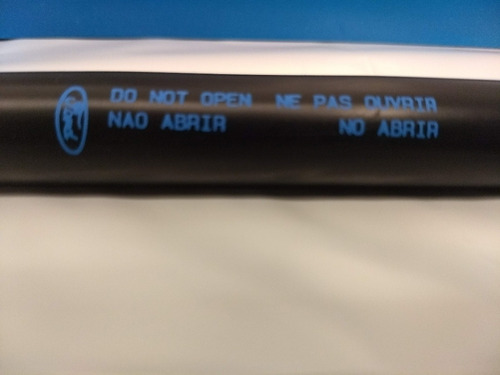 DO NOT OPEN NE PAS OUVRIR
NAO ABRIR NO ABRIR